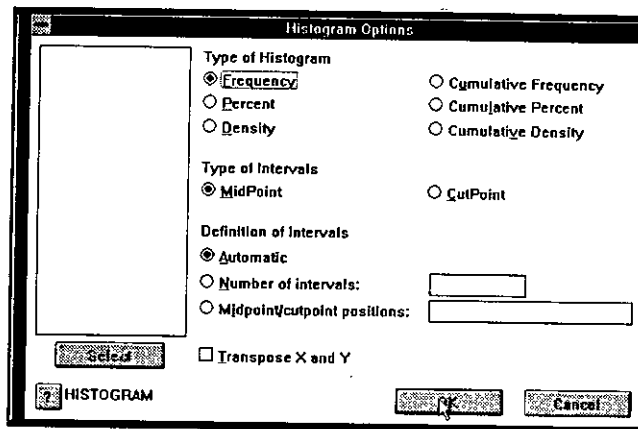 Histogram Options
Type of Histogram
Frequency
Cumulative Frequency
Percent
Cumulative Percent
Density
Cumulative Density
Type of Intervals
MidPoint
CutPoint
Definition of Intervals
Automatic
Number of intervals:
Midpoint/cutpoint positions:
Select
Transpose X and Y
? HISTOGRAM
OK
Cancel